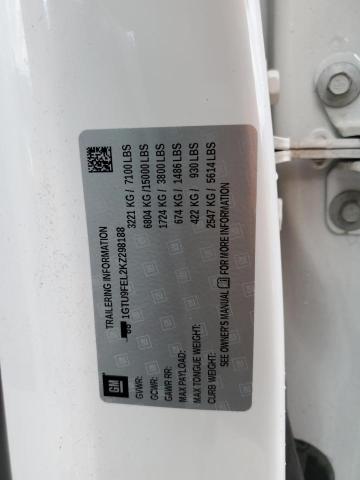 TRAILERING INFORMATION
1GTU9FEL2KZ298188
GM
GVWR: 3221 KG / 7100 LBS
GCWR: 6804 KG /15000 LBS
GAWR RR: 1724 KG / 3800 LBS
MAX PAYLOAD: 674 KG / 1486 LBS
MAX TONGUE WEIGHT: 422 KG / 930 LBS
CURB WEIGHT: 2547 KG / 5614 LBS
SEE OWNER'S MANUAL FOR MORE INFORMATION